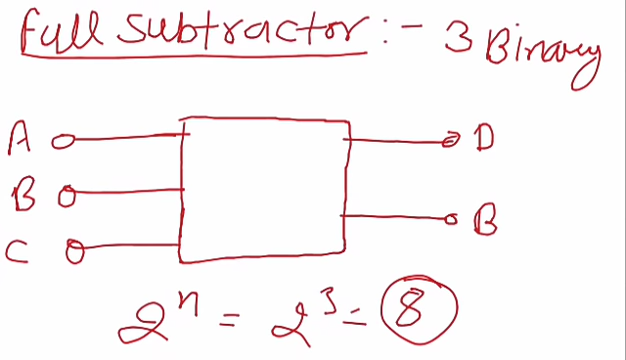 Full Subtractor :- 3 Binary
A D
B B
C
2ⁿ = 2³ = 8